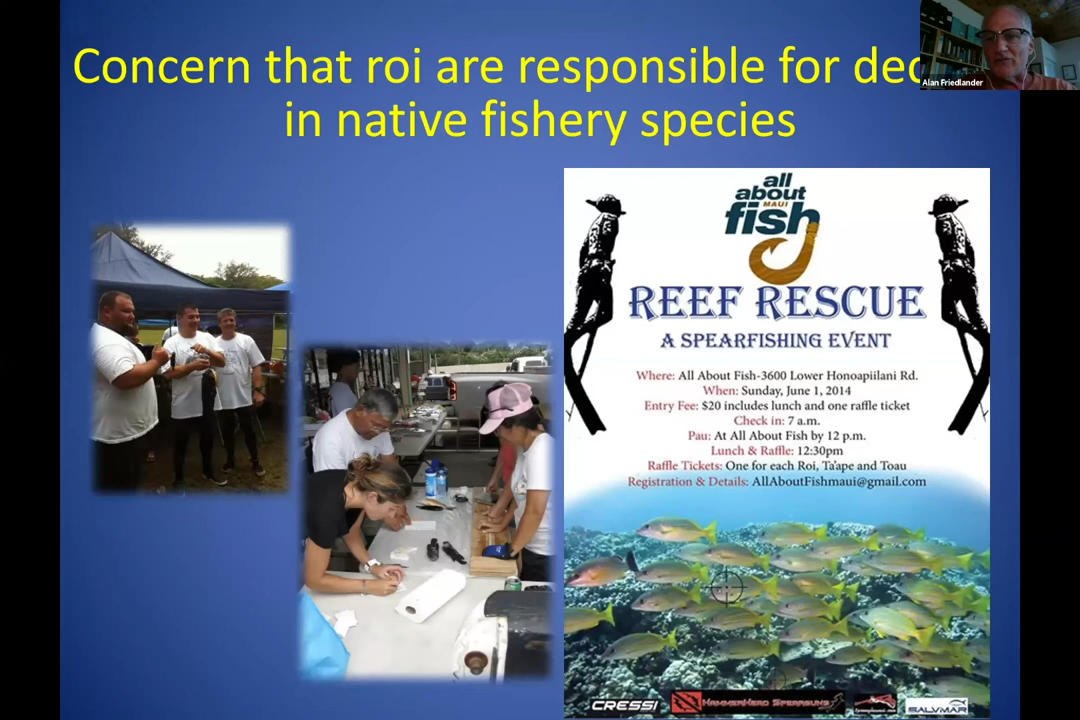 Concern that roi are responsible for dec
in native fishery species
Alan Friedlander
all
about
MAUI
fish
REEF RESCUE
A SPEARFISHING EVENT
Where: All About Fish-3600 Lower Honoapiilani Rd.
When: Sunday, June 1, 2014
Entry Fee: $20 includes lunch and one raffle ticket
Check in: 7 a.m.
Pau: At All About Fish by 12 p.m.
Lunch & Raffle: 12:30pm
Raffle Tickets: One for each Roi, Ta'ape and Toau
Registration & Details: AllAboutFishmaui@gmail.com
CRESSI
HAMMERHEAD SPEARGUNS
SALVIMAR